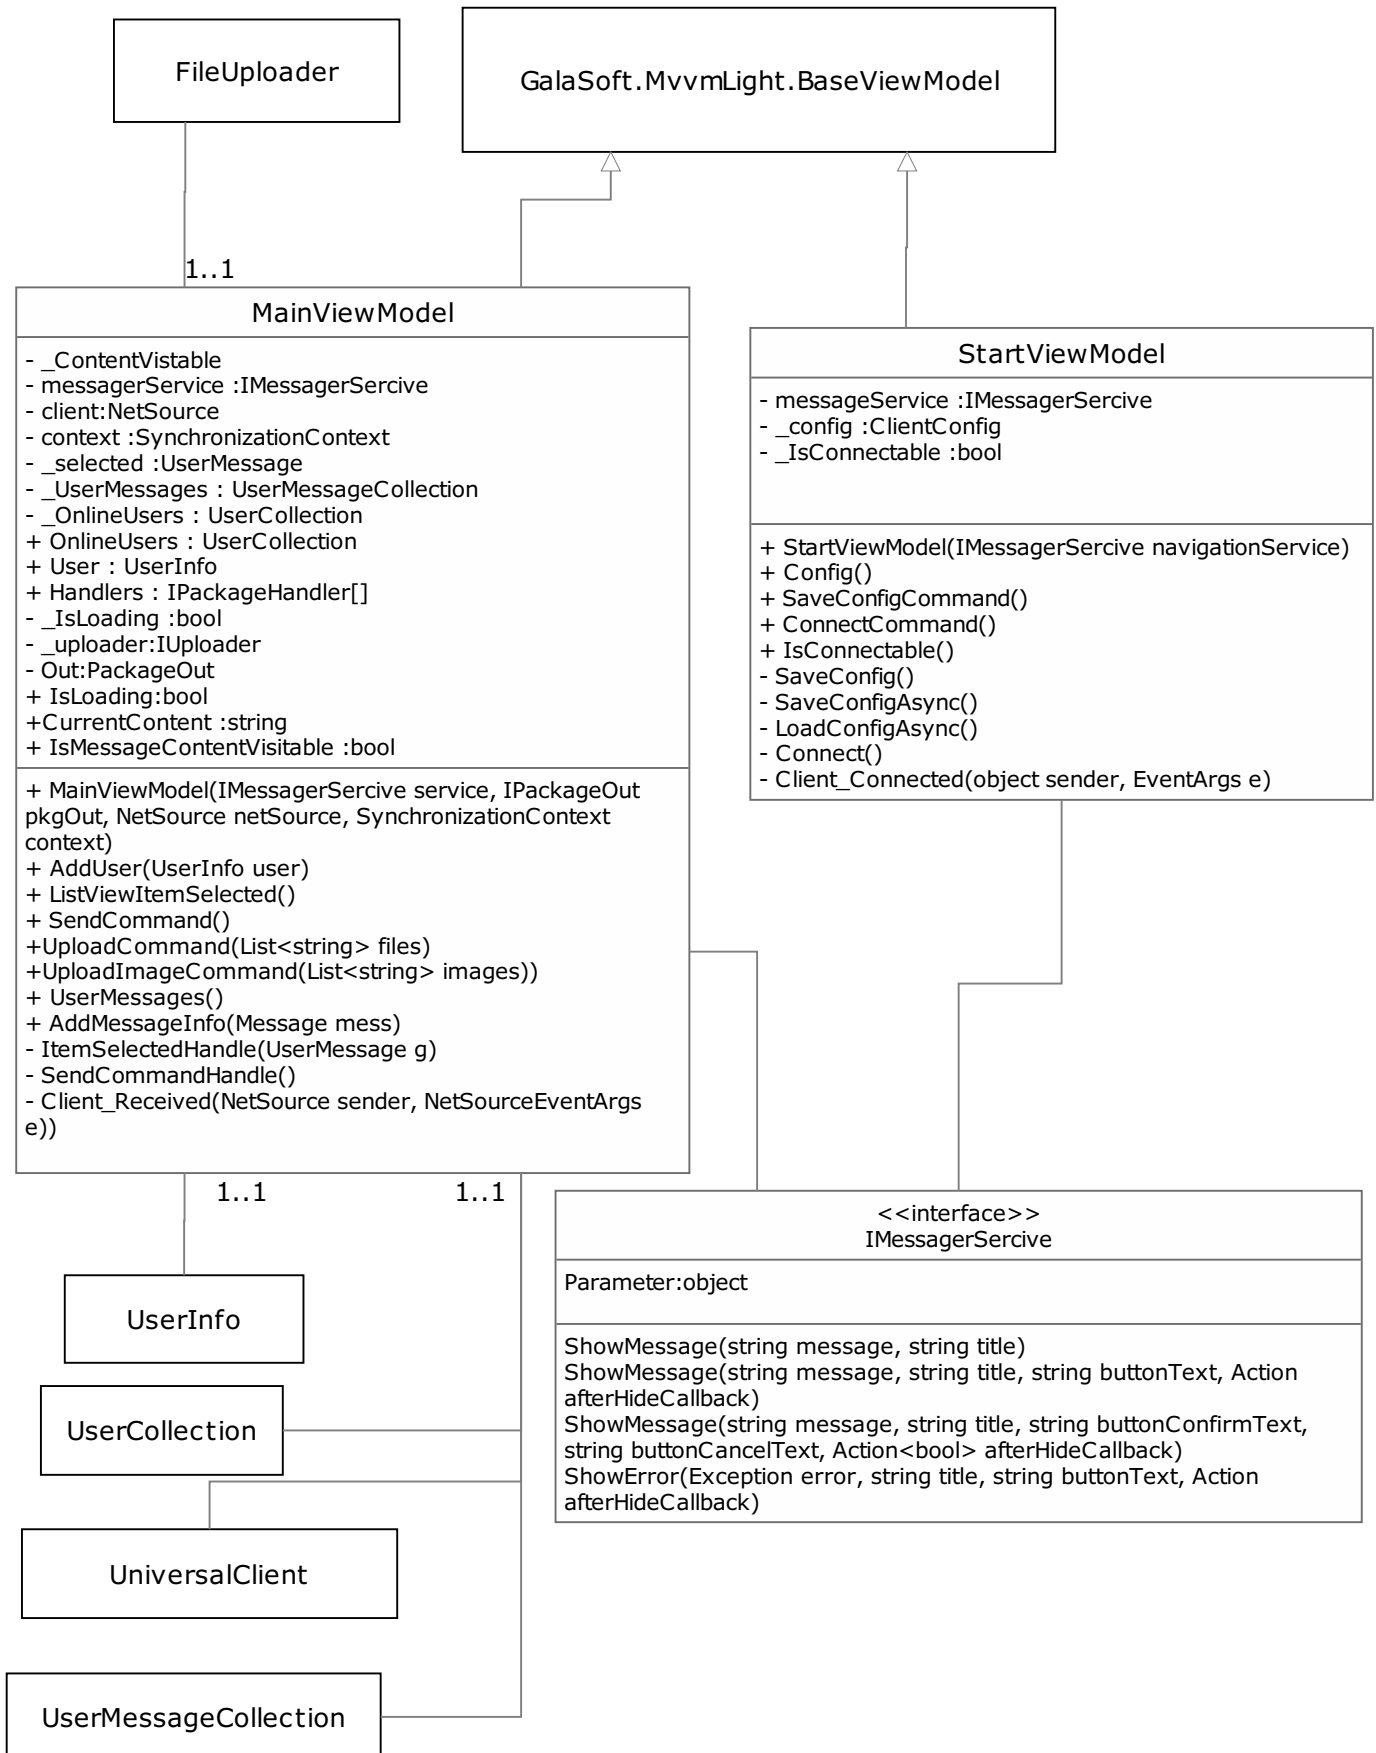 FileUploader
GalaSoft.MvvmLight.BaseViewModel
1..1
MainViewModel
- _ContentVistable
- messagerService :IMessagerSercive
- client:NetSource
- context :SynchronizationContext
- _selected :UserMessage
- _UserMessages : UserMessageCollection
- _OnlineUsers : UserCollection
+ OnlineUsers : UserCollection
+ User : UserInfo
+ Handlers : IPackageHandler[]
- _IsLoading :bool
- _uploader:IUploader
- Out:PackageOut
+ IsLoading:bool
+CurrentContent :string
+ IsMessageContentVisitable :bool
+ MainViewModel(IMessagerSercive service, IPackageOut
pkgOut, NetSource netSource, SynchronizationContext
context)
+ AddUser(UserInfo user)
+ ListViewItemSelected()
+ SendCommand()
+UploadCommand(List<string> files)
+UploadImageCommand(List<string> images))
+ UserMessages()
+ AddMessageInfo(Message mess)
- ItemSelectedHandle(UserMessage g)
- SendCommandHandle()
- Client_Received(NetSource sender, NetSourceEventArgs
e))
StartViewModel
- messageService :IMessagerSercive
- _config :ClientConfig
- _IsConnectable :bool
+ StartViewModel(IMessagerSercive navigationService)
+ Config()
+ SaveConfigCommand()
+ ConnectCommand()
+ IsConnectable()
- SaveConfig()
- SaveConfigAsync()
- LoadConfigAsync()
- Connect()
- Client_Connected(object sender, EventArgs e)
1..1
1..1
<<interface>>
IMessagerSercive
Parameter:object
ShowMessage(string message, string title)
ShowMessage(string message, string title, string buttonText, Action
afterHideCallback)
ShowMessage(string message, string title, string buttonConfirmText,
string buttonCancelText, Action<bool> afterHideCallback)
ShowError(Exception error, string title, string buttonText, Action
afterHideCallback)
UserInfo
UserCollection
UniversalClient
UserMessageCollection